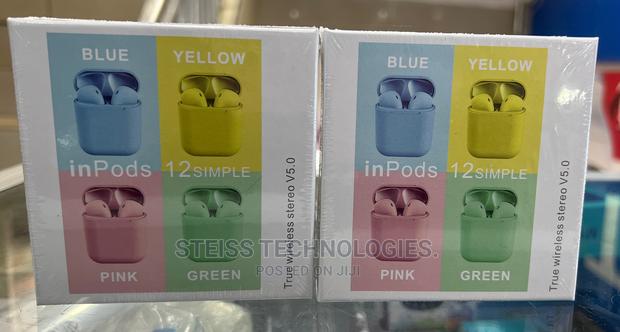 BLUE
YELLOW
inPods 12SIMPLE
PINK
GREEN
True wireless stereo V5.0
BLUE
YELLOW
inPods 12SIMPLE
PINK
GREEN
True wireless stereo V5.0
STEISS TECHNOLOGIES.
POSTED ON JIJI